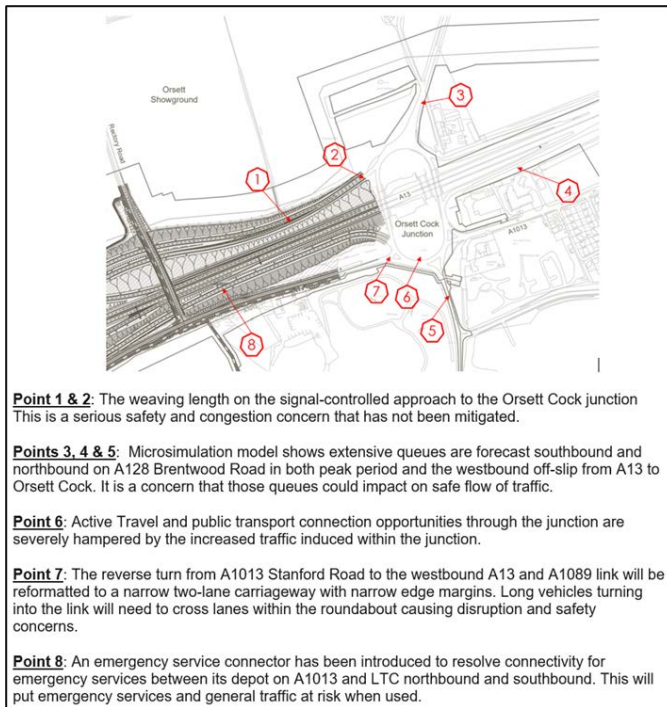 Orsett
Showground
Rectory Road
3
2
1
A13
4
Orsett Cock
Junction
A1013
7
6
5
8
Point 1 & 2: The weaving length on the signal-controlled approach to the Orsett Cock junction
This is a serious safety and congestion concern that has not been mitigated.
Points 3, 4 & 5: Microsimulation model shows extensive queues are forecast southbound and
northbound on A128 Brentwood Road in both peak period and the westbound off-slip from A13 to
Orsett Cock. It is a concern that those queues could impact on safe flow of traffic.
Point 6: Active Travel and public transport connection opportunities through the junction are
severely hampered by the increased traffic induced within the junction.
Point 7: The reverse turn from A1013 Stanford Road to the westbound A13 and A1089 link will be
reformatted to a narrow two-lane carriageway with narrow edge margins. Long vehicles turning
into the link will need to cross lanes within the roundabout causing disruption and safety
concerns.
Point 8: An emergency service connector has been introduced to resolve connectivity for
emergency services between its depot on A1013 and LTC northbound and southbound. This will
put emergency services and general traffic at risk when used.